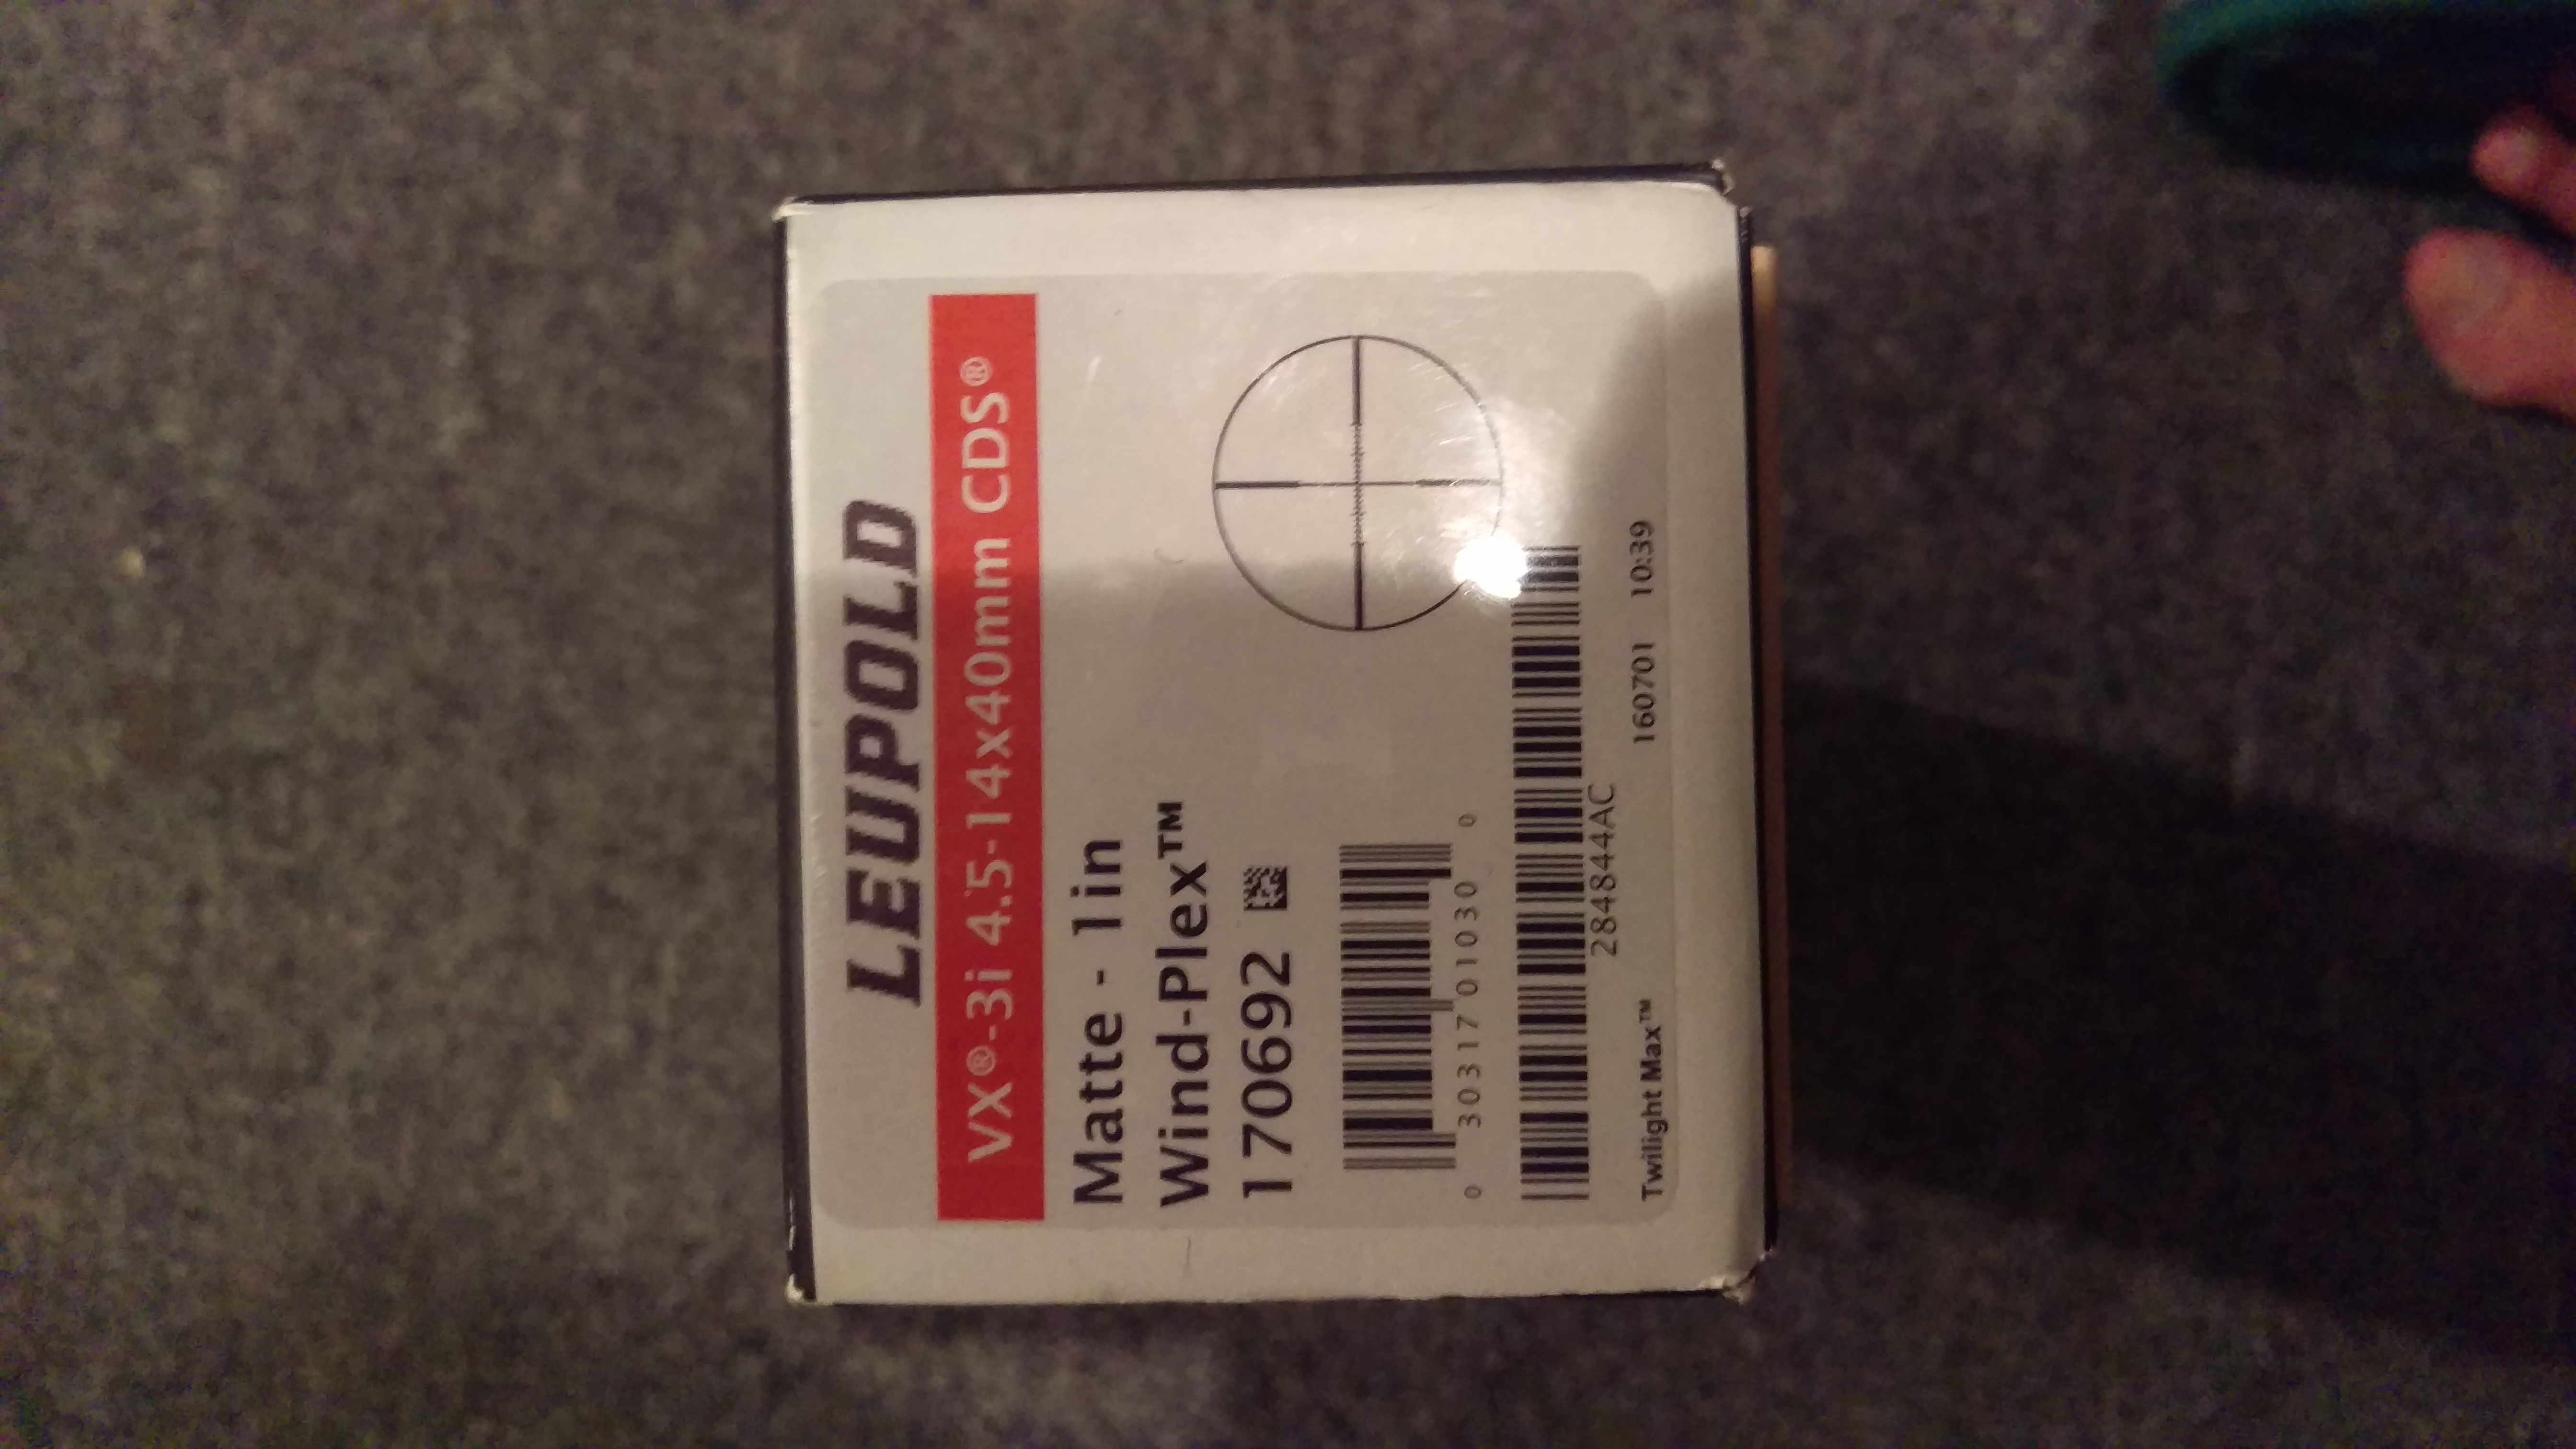 LEUPOLD
VX®-3i 4.5-14x40mm CDS®
Matte - 1in
Wind-Plex™
170692
0 30317 01030 0
284844AC
Twilight Max™ 160701 10:39